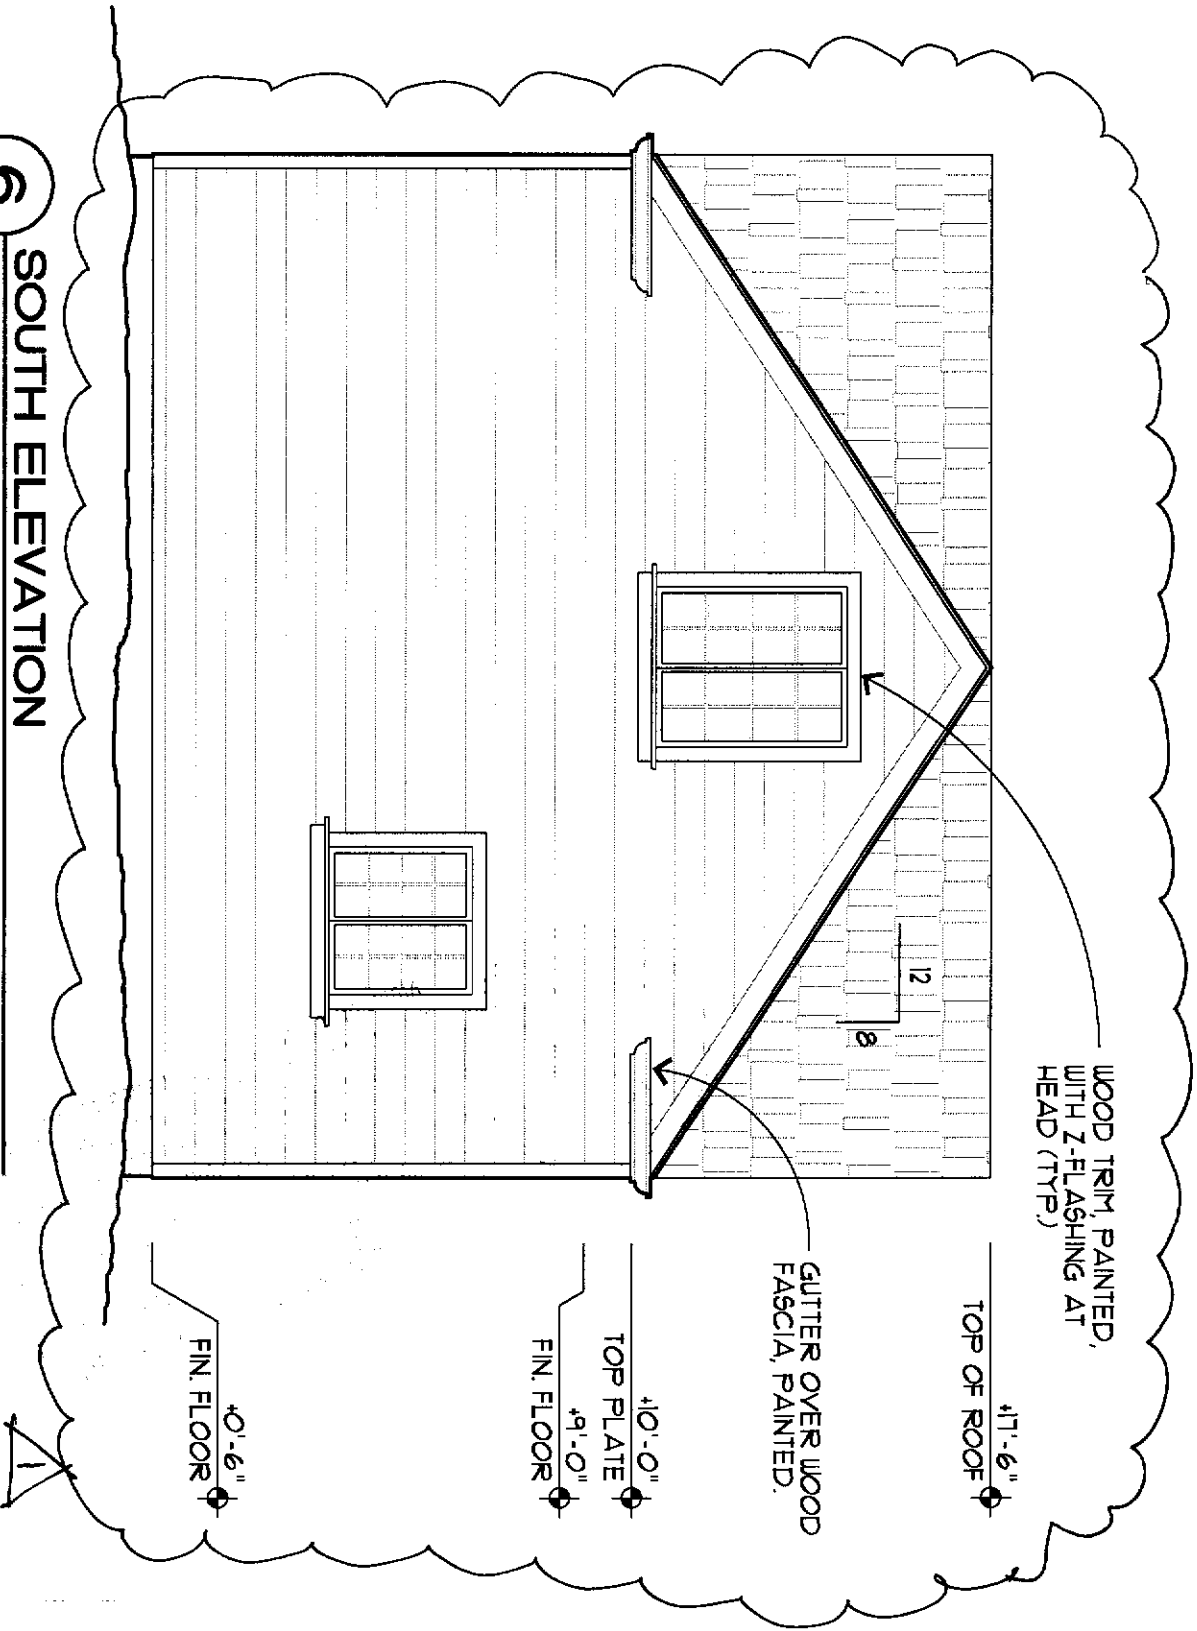 WOOD TRIM, PAINTED,
WITH Z-FLASHING AT
HEAD (TYP.)
12
8
GUTTER OVER WOOD
FASCIA, PAINTED.
+17'-6"
TOP OF ROOF
+10'-0"
TOP PLATE
+9'-0"
FIN. FLOOR
+0'-6"
FIN. FLOOR
1
6
SOUTH ELEVATION